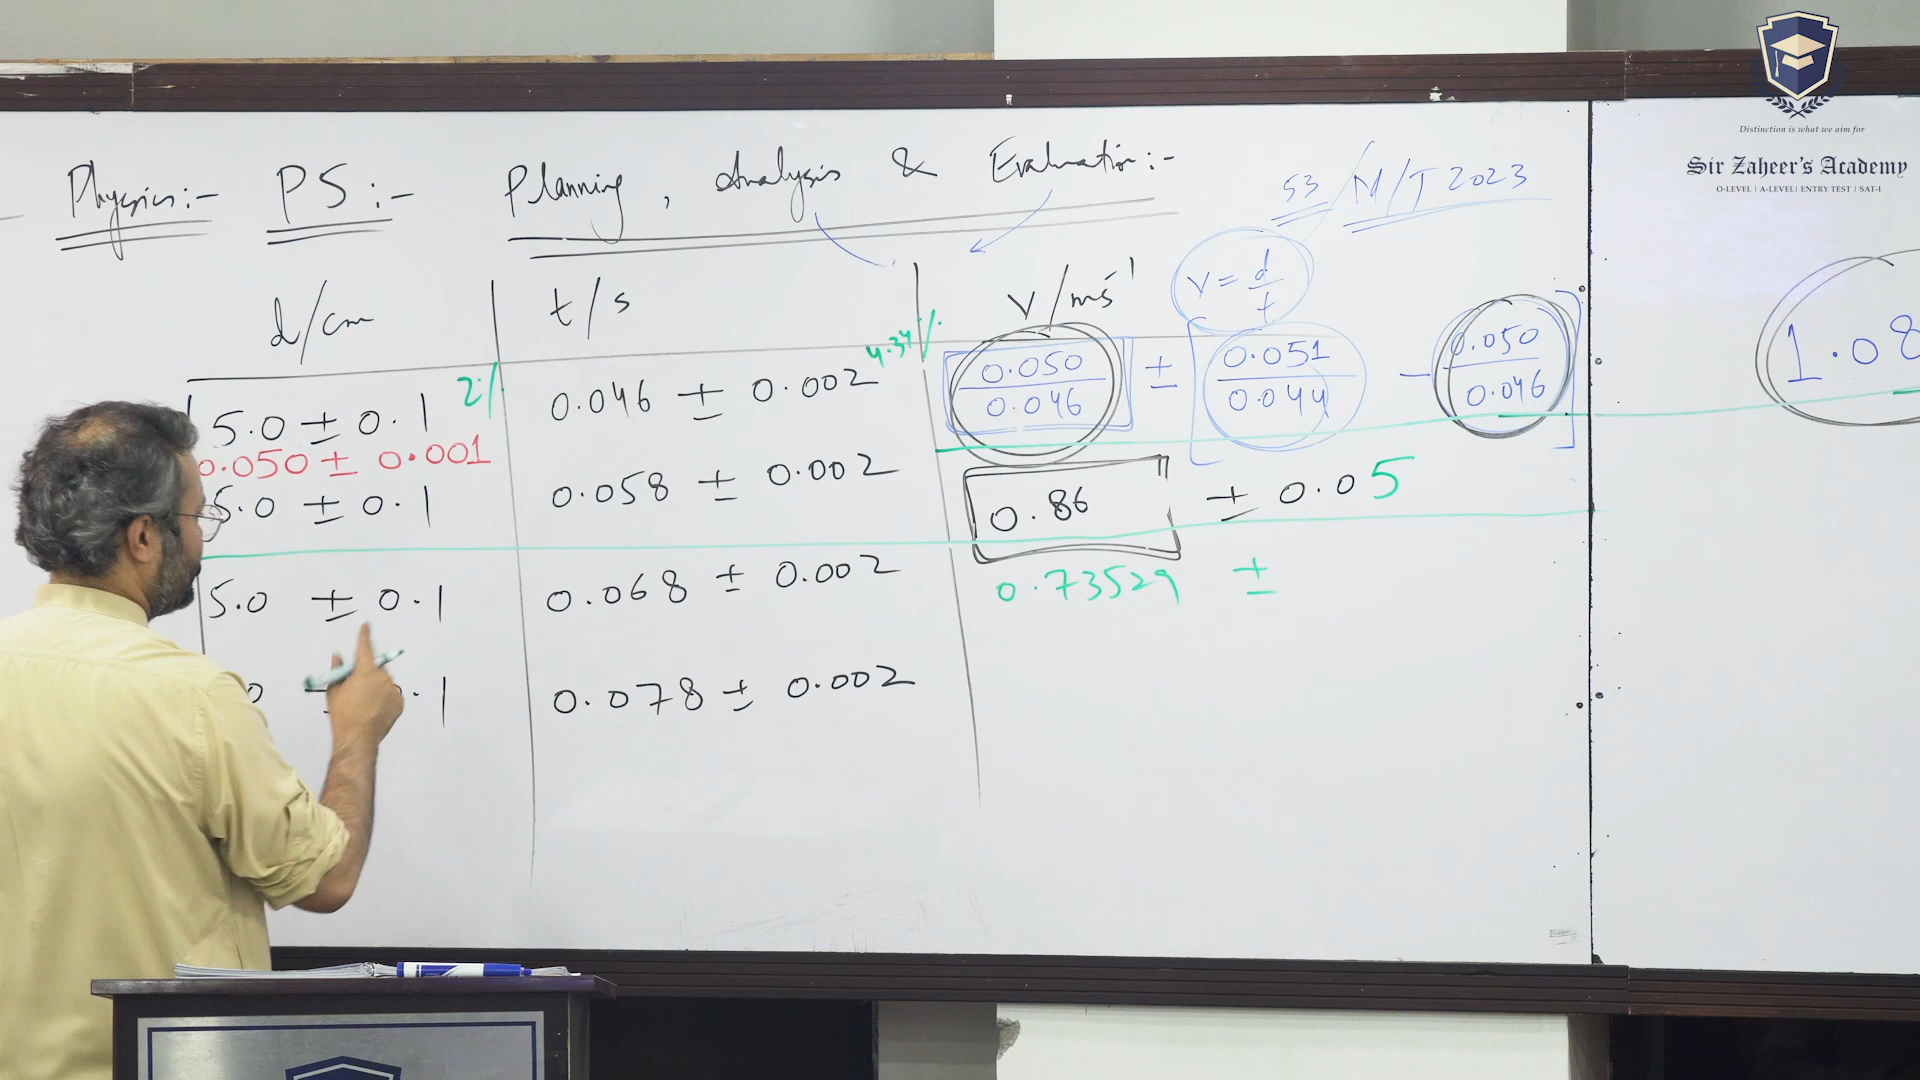 Physics:- P5:- Planning, Analysis & Evaluation:-
53 M/T 2023
d/cm t/s V/ms⁻¹ V = d/t
5.0 ± 0.1 2% 0.046 ± 0.002 4.34% 0.050/0.046 ± [0.051/0.044 - 0.050/0.046] 1.08
0.050 ± 0.001
5.0 ± 0.1 0.058 ± 0.002 0.86 ± 0.05
5.0 ± 0.1 0.068 ± 0.002 0.73529 ±
0.078 ± 0.002
Distinction is what we aim for
Sir Zaheer's Academy
O-LEVEL | A-LEVEL | ENTRY TEST | SAT-I